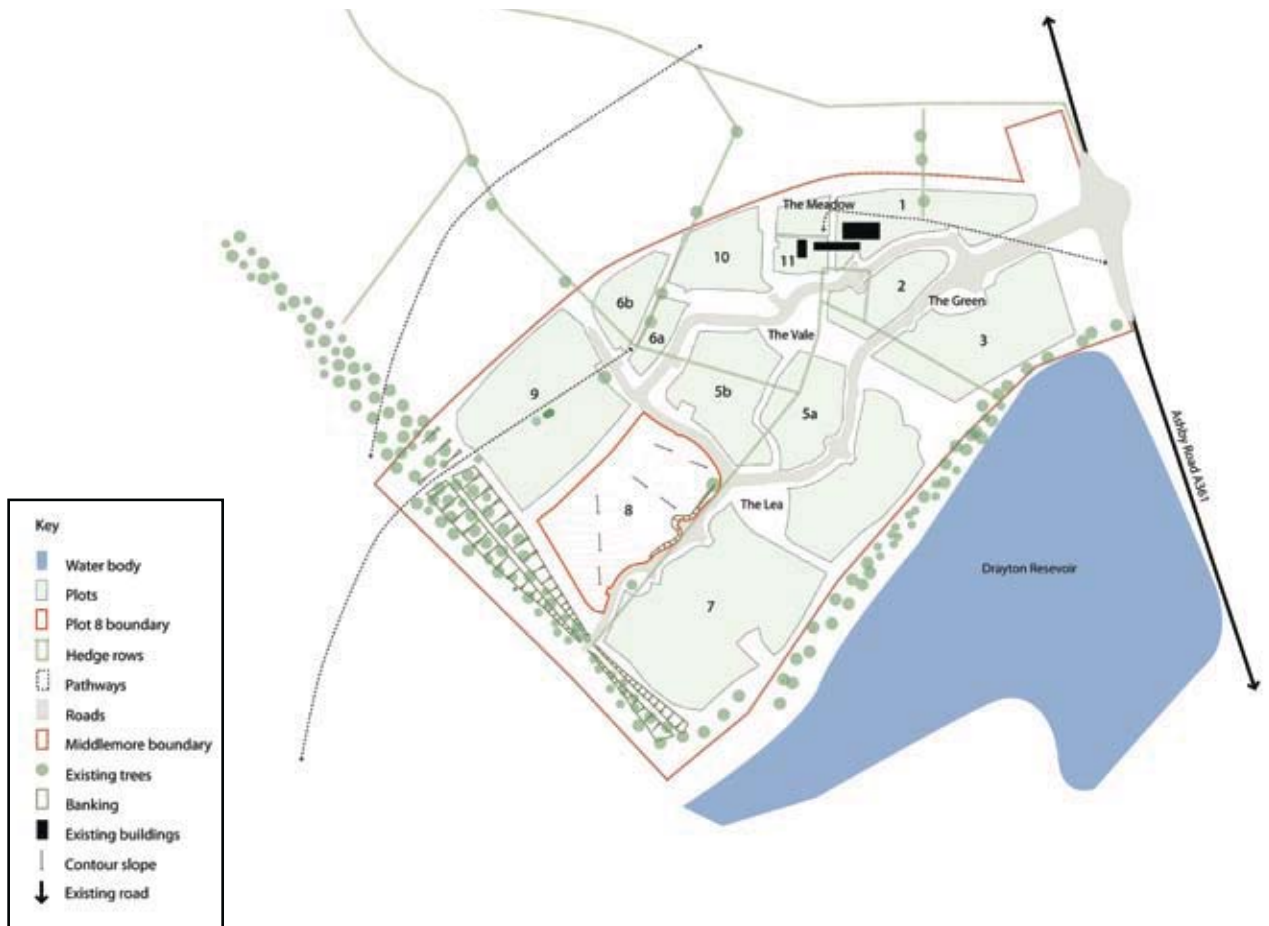 The Meadow
1
10
11
6b
2
The Green
6a
The Vale
3
9
5b
5a
Ashby Road A361
8
The Lea
Drayton Resevoir
7
Key
Water body
Plots
Plot 8 boundary
Hedge rows
Pathways
Roads
Middlemore boundary
Existing trees
Banking
Existing buildings
Contour slope
Existing road